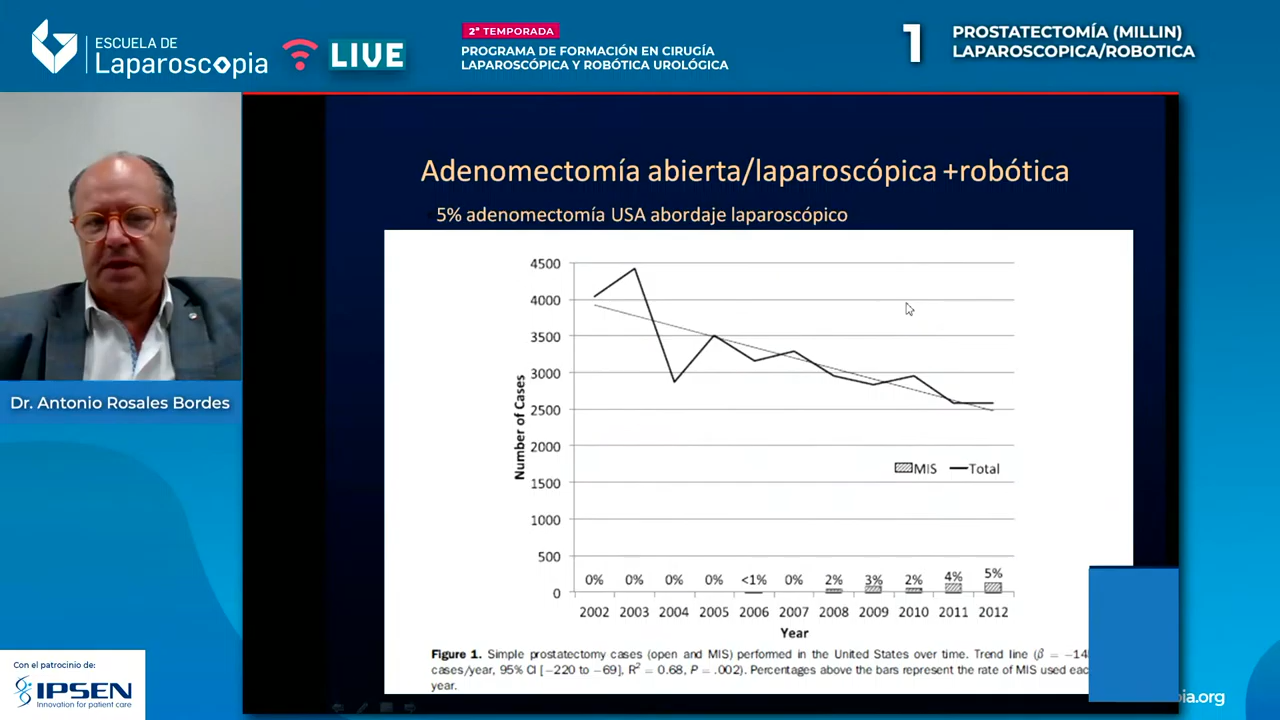 ESCUELA DE
Laparoscopia
LIVE
2ª TEMPORADA
PROGRAMA DE FORMACIÓN EN CIRUGÍA
LAPAROSCÓPICA Y ROBÓTICA UROLÓGICA
1
PROSTATECTOMÍA (MILLIN)
LAPAROSCOPICA/ROBOTICA
Dr. Antonio Rosales Bordes
Adenomectomía abierta/laparoscópica +robótica
5% adenomectomía USA abordaje laparoscópico
Number of Cases
4500
4000
3500
3000
2500
2000
1500
1000
500
0
MIS
Total
0% 0% 0% 0% <1% 0% 2% 3% 2% 4% 5%
2002 2003 2004 2005 2006 2007 2008 2009 2010 2011 2012
Year
Figure 1. Simple prostatectomy cases (open and MIS) performed in the United States over time. Trend line (β = −14
cases/year, 95% CI [−220 to −69], R² = 0.68, P = .002). Percentages above the bars represent the rate of MIS used
year.
Con el patrocinio de:
IPSEN
Innovation for patient care
ia.org